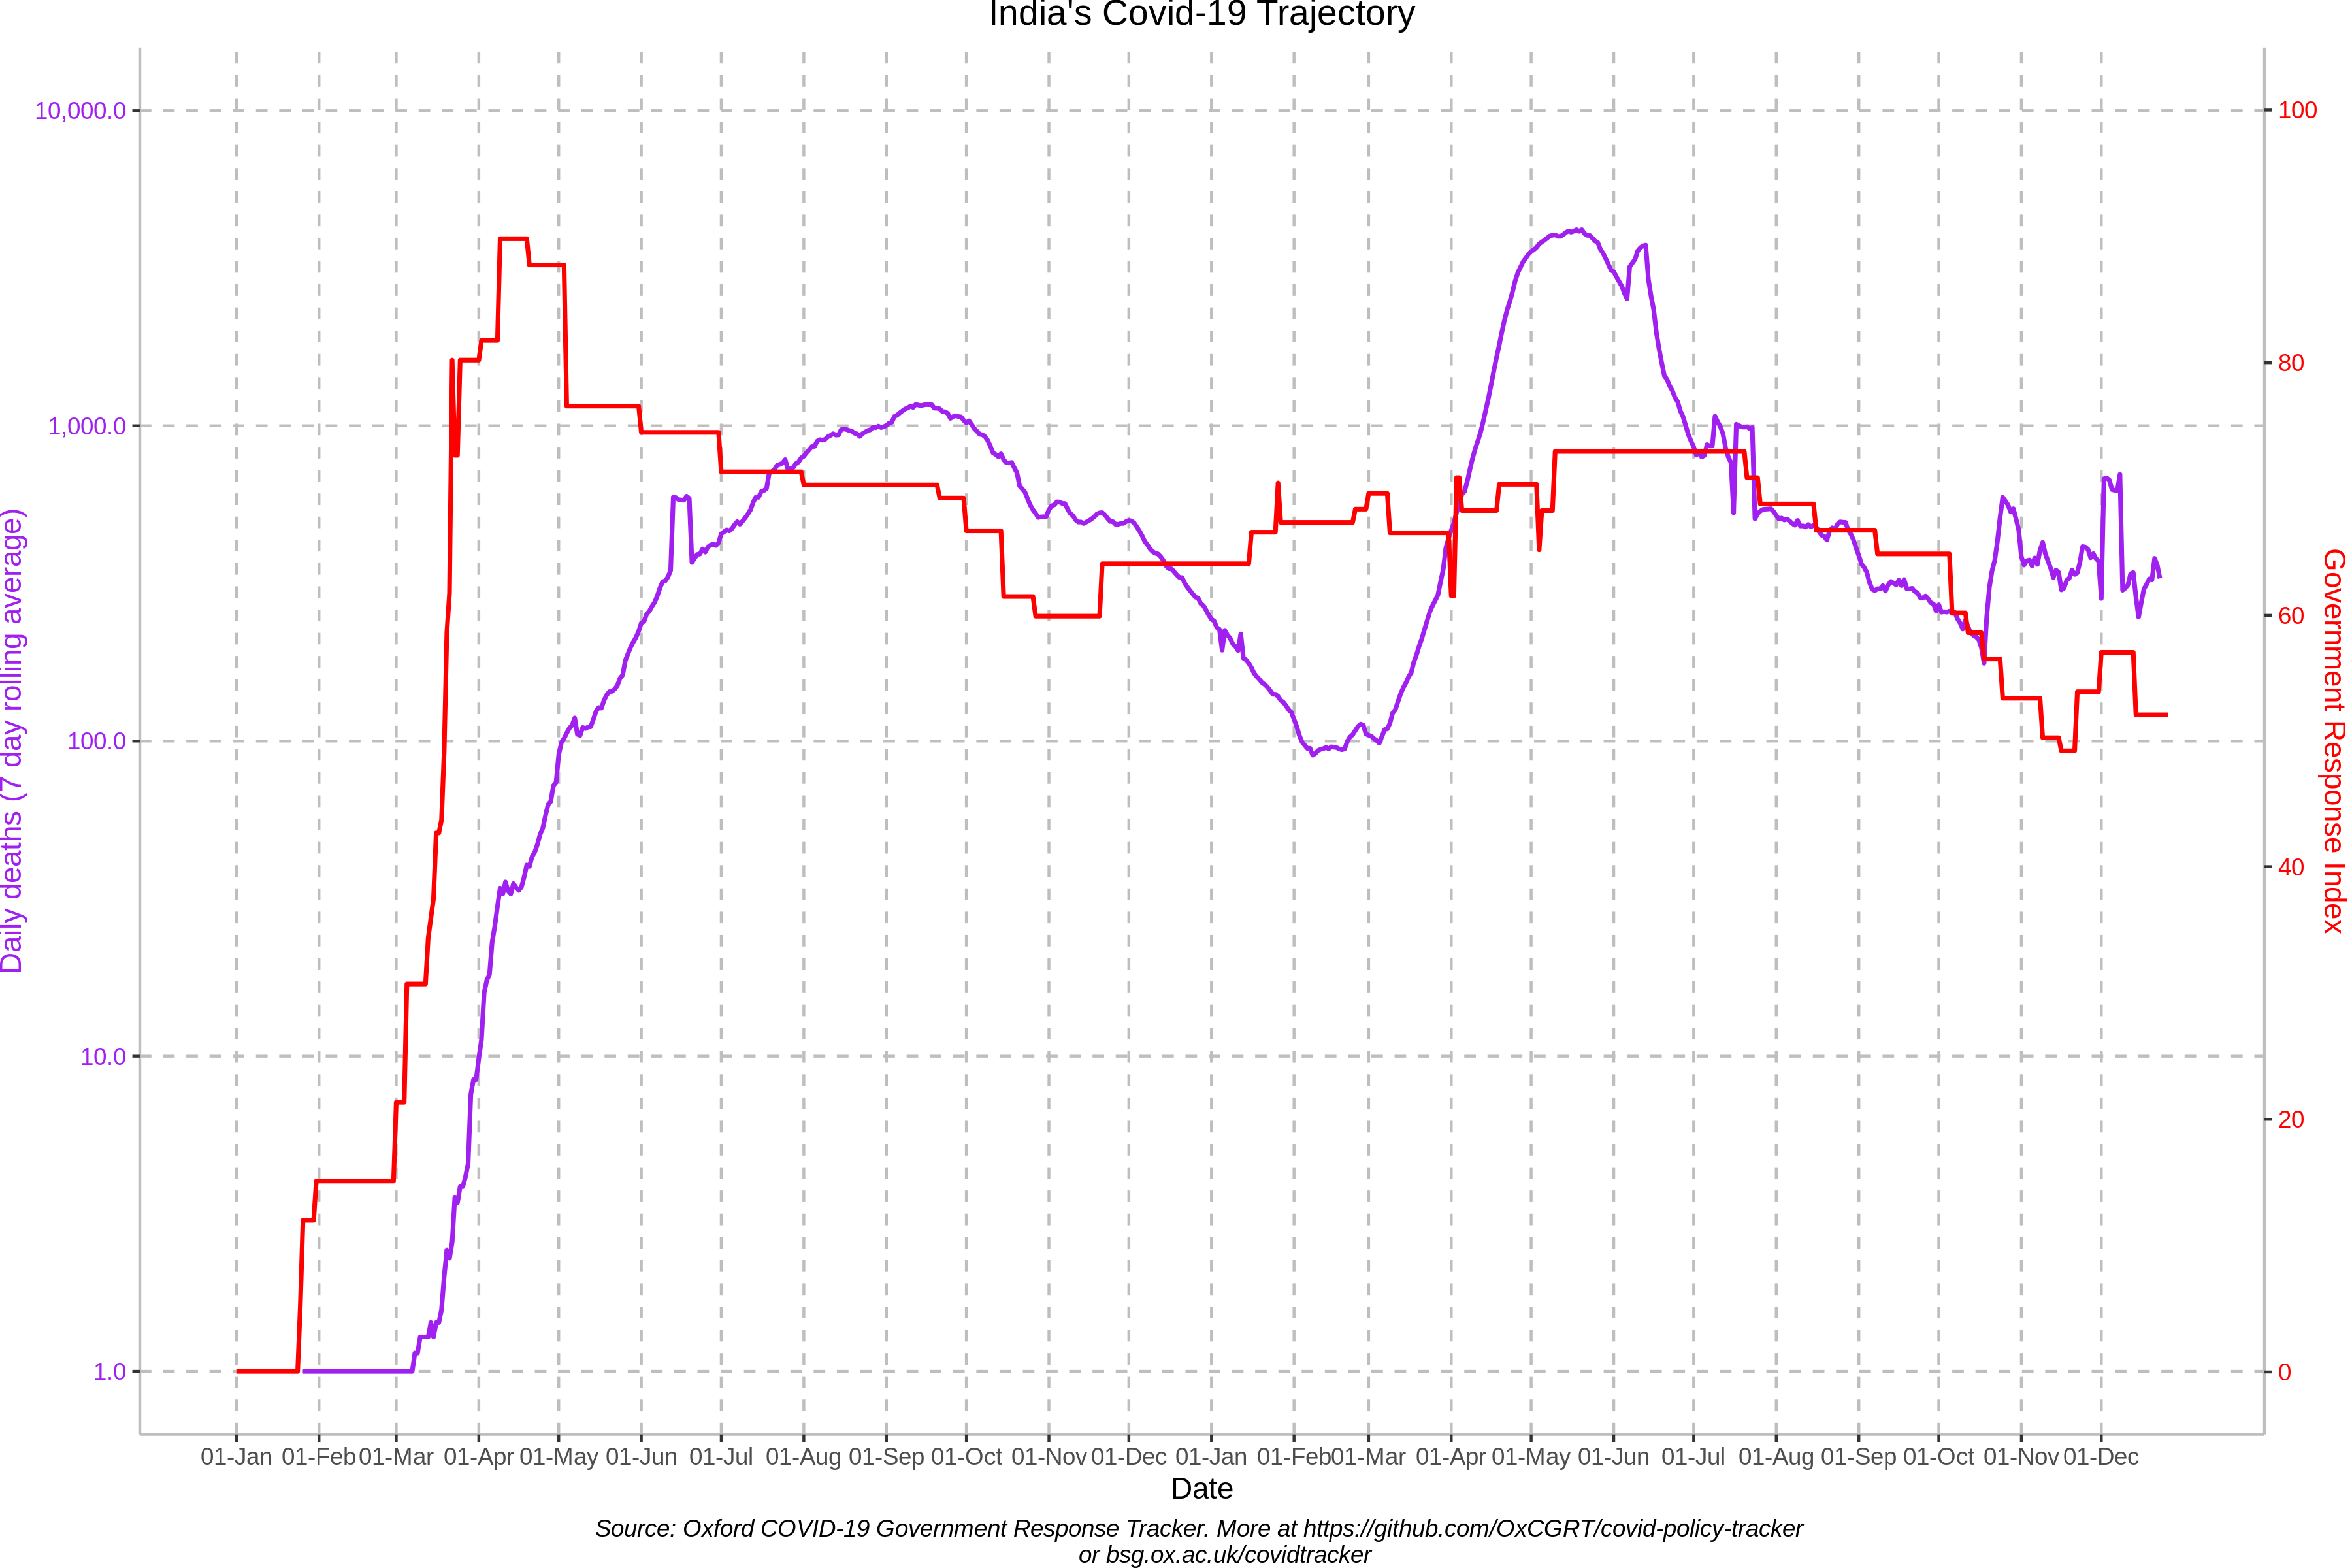 India's Covid-19 Trajectory
10,000.0
1,000.0
100.0
10.0
1.0
Daily deaths (7 day rolling average)
100
80
60
40
20
0
Government Response Index
01-Jan 01-Feb 01-Mar 01-Apr 01-May 01-Jun 01-Jul 01-Aug 01-Sep 01-Oct 01-Nov 01-Dec 01-Jan 01-Feb 01-Mar 01-Apr 01-May 01-Jun 01-Jul 01-Aug 01-Sep 01-Oct 01-Nov 01-Dec
Date
Source: Oxford COVID-19 Government Response Tracker. More at https://github.com/OxCGRT/covid-policy-tracker
or bsg.ox.ac.uk/covidtracker